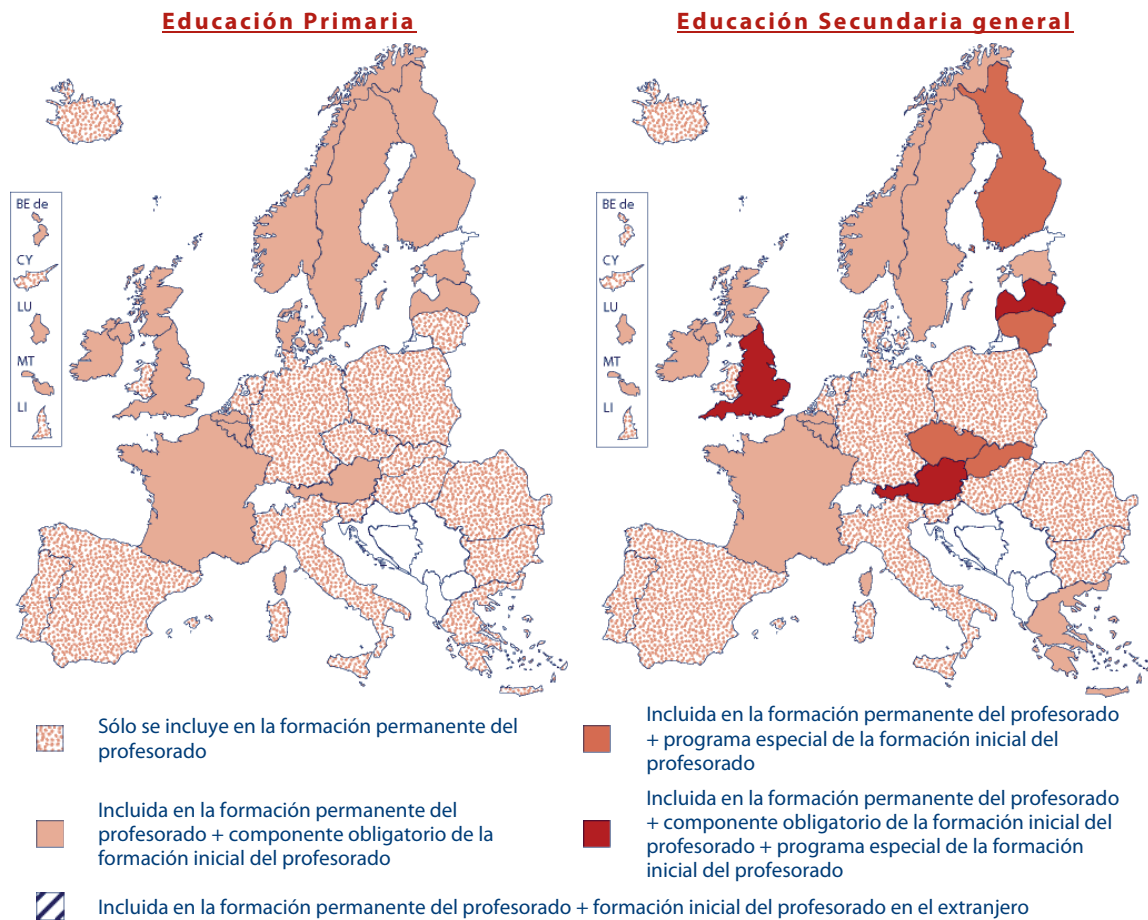 Educación Primaria
Educación Secundaria general
BE de
CY
LU
MT
LI
BE de
CY
LU
MT
LI
Sólo se incluye en la formación permanente del
profesorado
Incluida en la formación permanente del profesorado
+ programa especial de la formación inicial del
profesorado
Incluida en la formación permanente del
profesorado + componente obligatorio de la
formación inicial del profesorado
Incluida en la formación permanente del profesorado
+ componente obligatorio de la formación inicial del
profesorado + programa especial de la formación
inicial del profesorado
Incluida en la formación permanente del profesorado + formación inicial del profesorado en el extranjero